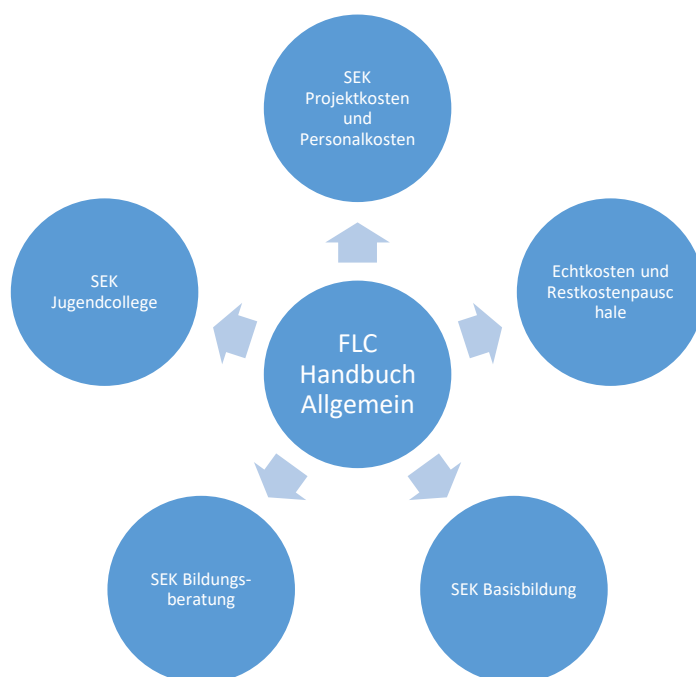 SEK
Projektkosten
und
Personalkosten
SEK
Jugendcollege
Echtkosten und
Restkostenpausc
hale
FLC
Handbuch
Allgemein
SEK Bildungs-
beratung
SEK Basisbildung